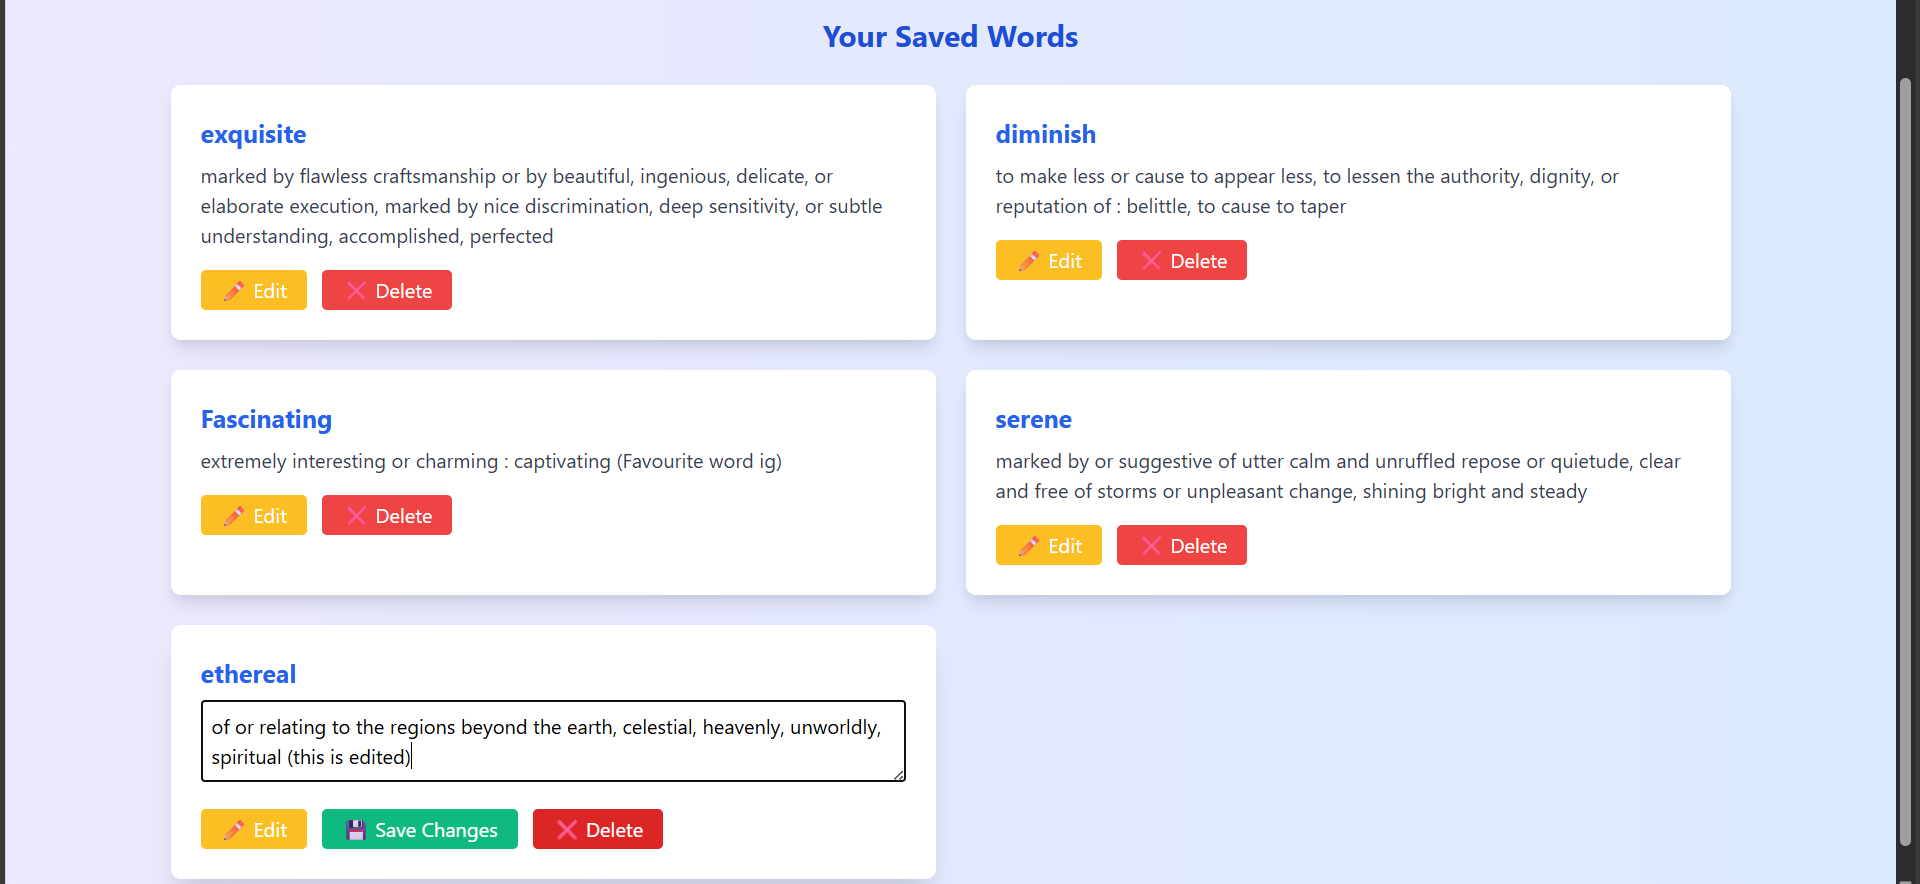 Your Saved Words
exquisite
marked by flawless craftsmanship or by beautiful, ingenious, delicate, or
elaborate execution, marked by nice discrimination, deep sensitivity, or subtle
understanding, accomplished, perfected
Edit
Delete
diminish
to make less or cause to appear less, to lessen the authority, dignity, or
reputation of : belittle, to cause to taper
Edit
Delete
Fascinating
extremely interesting or charming : captivating (Favourite word ig)
Edit
Delete
serene
marked by or suggestive of utter calm and unruffled repose or quietude, clear
and free of storms or unpleasant change, shining bright and steady
Edit
Delete
ethereal
of or relating to the regions beyond the earth, celestial, heavenly, unworldly,
spiritual (this is edited)
Edit
Save Changes
Delete